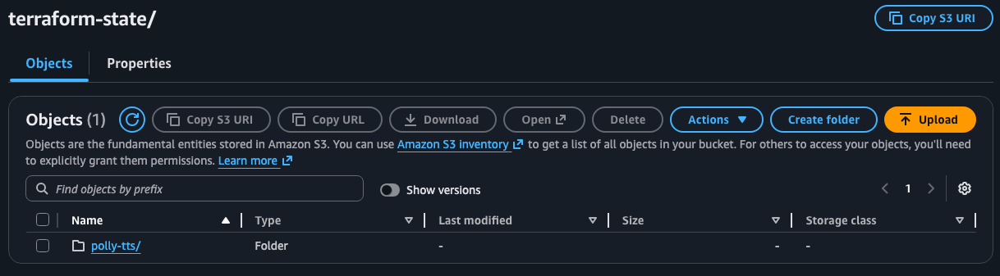 terraform-state/
Copy S3 URI
Objects
Properties
Objects (1)
Copy S3 URI
Copy URL
Download
Open
Delete
Actions
Create folder
Upload
Objects are the fundamental entities stored in Amazon S3. You can use Amazon S3 inventory to get a list of all objects in your bucket. For others to access your objects, you'll need
to explicitly grant them permissions. Learn more
Find objects by prefix
Show versions
1
Name
Type
Last modified
Size
Storage class
polly-tts/
Folder
-
-
-